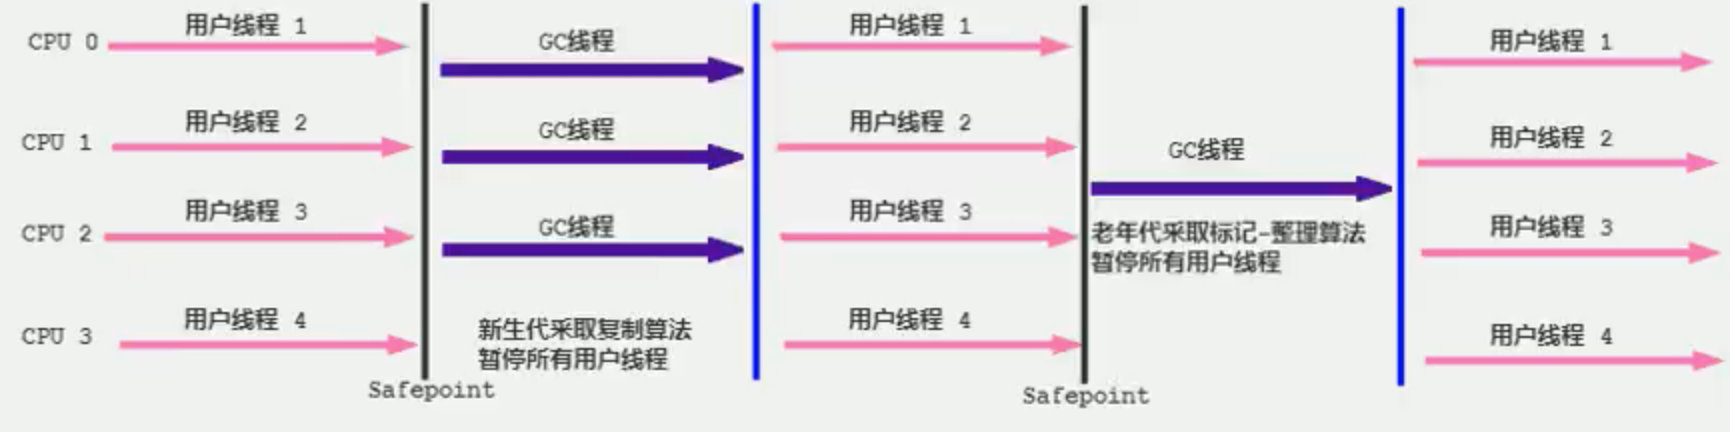 CPU 0
用户线程 1
GC线程
用户线程 1
用户线程 1
CPU 1
用户线程 2
GC线程
用户线程 2
GC线程
用户线程 2
CPU 2
用户线程 3
GC线程
用户线程 3
老年代采取标记-整理算法
暂停所有用户线程
用户线程 3
CPU 3
用户线程 4
新生代采取复制算法
暂停所有用户线程
用户线程 4
用户线程 4
Safepoint
Safepoint